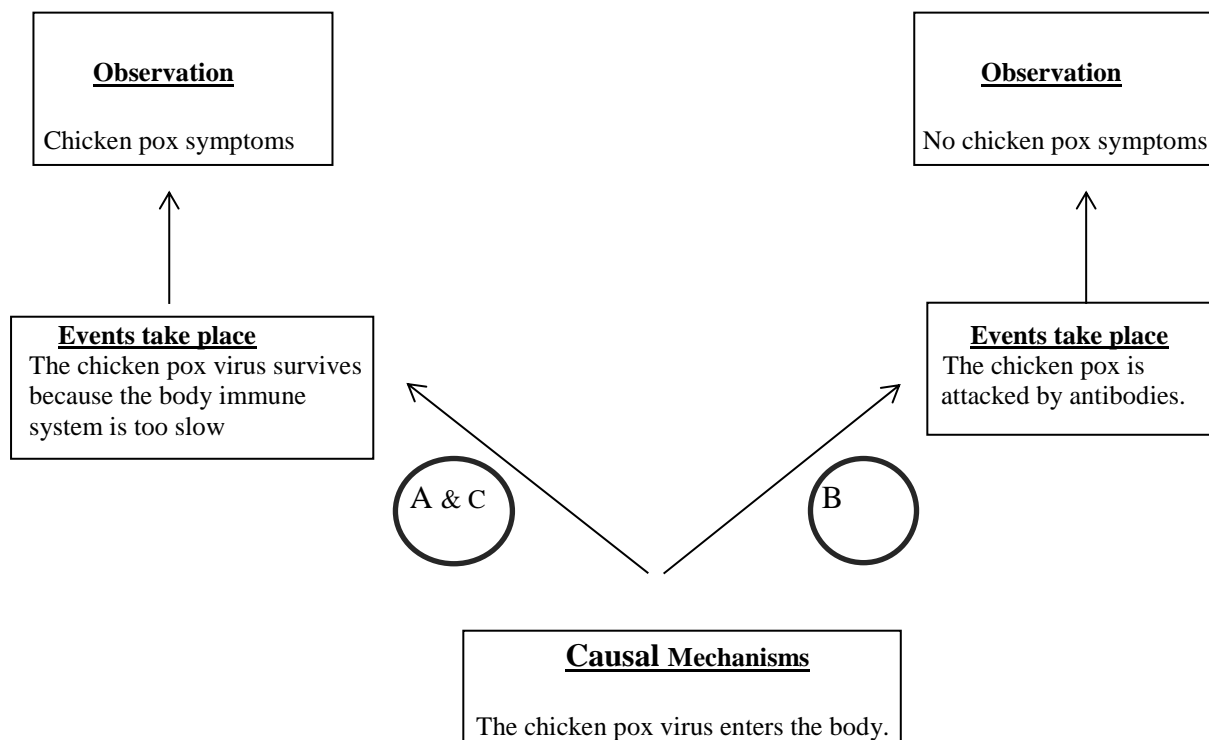 Observation
Chicken pox symptoms
Observation
No chicken pox symptoms
Events take place
The chicken pox virus survives
because the body immune
system is too slow
Events take place
The chicken pox is
attacked by antibodies.
A & C
B
Causal Mechanisms
The chicken pox virus enters the body.